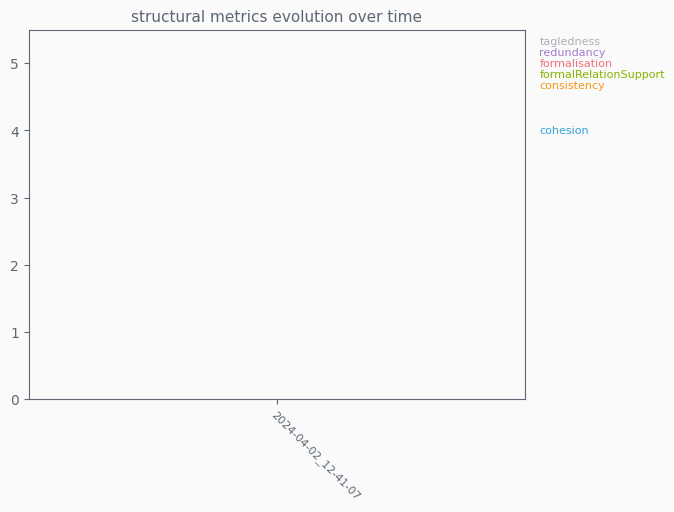 structural metrics evolution over time
tagledness
redundancy
formalisation
formalRelationSupport
consistency
cohesion
5
4
3
2
1
0
2024-04-02_12-41-07